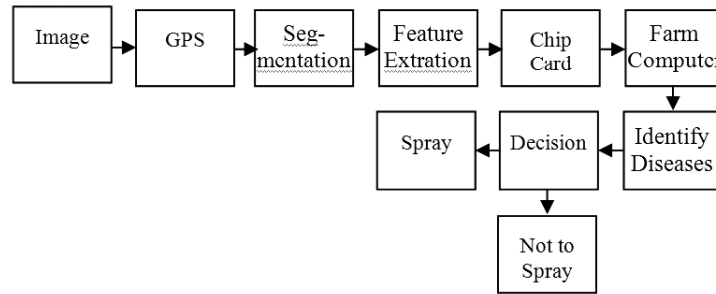 Image
GPS
Seg-
mentation
Feature
Extration
Chip
Card
Farm
Computer
Identify
Diseases
Decision
Spray
Not to
Spray